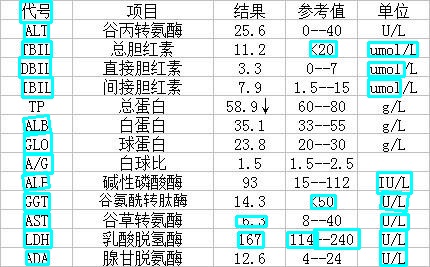 代号 项目 结果 参考值 单位
ALT 谷丙转氨酶 25.6 0--40 U/L
TBIL 总胆红素 11.2 <20 umol/L
DBIL 直接胆红素 3.3 0--7 umol/L
IBIL 间接胆红素 7.9 1.5--15 umol/L
TP 总蛋白 58.9↓ 60--80 g/L
ALB 白蛋白 35.1 33--55 g/L
GLO 球蛋白 23.8 20--30 g/L
A/G 白球比 1.5 1.5--2.5
ALP 碱性磷酸酶 93 15--112 IU/L
GGT 谷氨酰转肽酶 14.3 <50 U/L
AST 谷草转氨酶 8--40 U/L
LDH 乳酸脱氢酶 167 114--240 U/L
ADA 腺甘脱氨酶 12.6 4--24 U/L